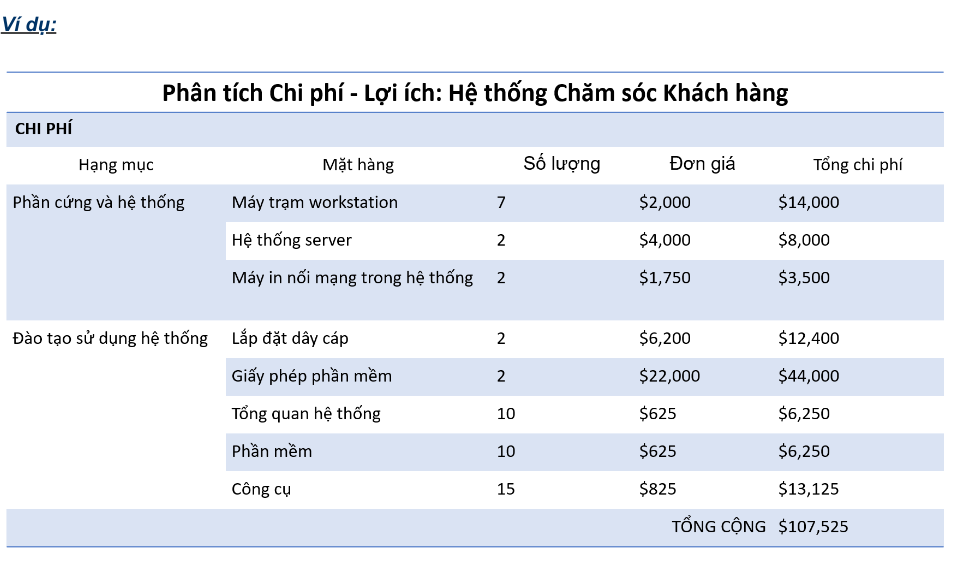 Ví dụ:
Phân tích Chi phí - Lợi ích: Hệ thống Chăm sóc Khách hàng
CHI PHÍ
Hạng mục Mặt hàng Số lượng Đơn giá Tổng chi phí
Phần cứng và hệ thống Máy trạm workstation 7 $2,000 $14,000
Hệ thống server 2 $4,000 $8,000
Máy in nối mạng trong hệ thống 2 $1,750 $3,500
Đào tạo sử dụng hệ thống Lắp đặt dây cáp 2 $6,200 $12,400
Giấy phép phần mềm 2 $22,000 $44,000
Tổng quan hệ thống 10 $625 $6,250
Phần mềm 10 $625 $6,250
Công cụ 15 $825 $13,125
TỔNG CỘNG $107,525